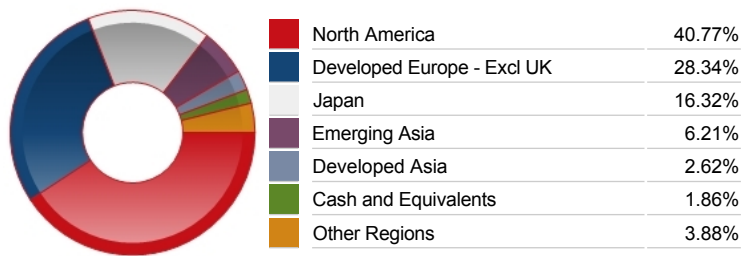 North America 40.77%
Developed Europe - Excl UK 28.34%
Japan 16.32%
Emerging Asia 6.21%
Developed Asia 2.62%
Cash and Equivalents 1.86%
Other Regions 3.88%